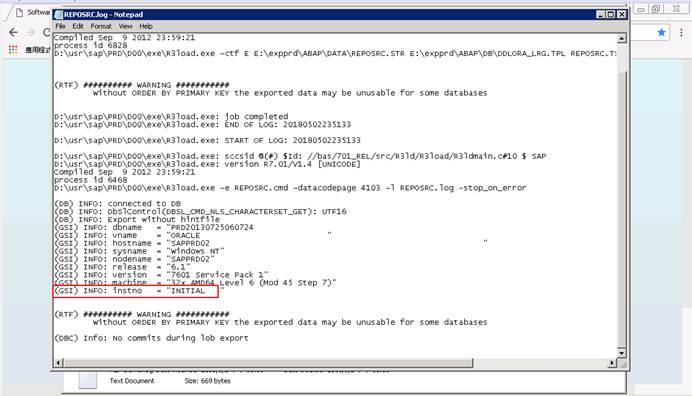 Software
REPOSRC.log - Notepad
File Edit Format View Help
Compiled Sep 9 2012 23:59:21
process id 6828
D:\usr\sap\PRD\D00\exe\R3load.exe -ctf E E:\expprd\ABAP\DATA\REPOSRC.STR E:\expprd\ABAP\DB\DDLORA_LRG.TPL REPOSRC.TS
(RTF) ########## WARNING ###########
Without ORDER BY PRIMARY KEY the exported data may be unusable for some databases
D:\usr\sap\PRD\D00\exe\R3load.exe: job completed
D:\usr\sap\PRD\D00\exe\R3load.exe: END OF LOG: 20180502235133
D:\usr\sap\PRD\D00\exe\R3load.exe: START OF LOG: 20180502235133
D:\usr\sap\PRD\D00\exe\R3load.exe: sccsid @(#) $Id: //bas/701_REL/src/R3ld/R3load/R3ldmain.c#10 $ SAP
D:\usr\sap\PRD\D00\exe\R3load.exe: version R7.01/V1.4 [UNICODE]
Compiled Sep 9 2012 23:59:21
process id 6468
D:\usr\sap\PRD\D00\exe\R3load.exe -e REPOSRC.cmd -datacodepage 4103 -l REPOSRC.log -stop_on_error
(DB) INFO: connected to DB
(DB) INFO: DbSlControl(DBSL_CMD_NLS_CHARACTERSET_GET): UTF16
(DB) INFO: Export without hintfile
(GSI) INFO: dbname = "PRD20130725060724
(GSI) INFO: vname = "ORACLE "
(GSI) INFO: hostname = "SAPPRD02 "
(GSI) INFO: sysname = "Windows NT"
(GSI) INFO: nodename = "SAPPRD02"
(GSI) INFO: release = "6.1"
(GSI) INFO: version = "7601 Service Pack 1"
(GSI) INFO: machine = "32x AMD64 Level 6 (Mod 45 Step 7)"
(GSI) INFO: instno = "INITIAL "
(RTF) ########## WARNING ###########
Without ORDER BY PRIMARY KEY the exported data may be unusable for some databases
(DBC) Info: No commits during lob export
應用程式
Text Document Size: 669 bytes